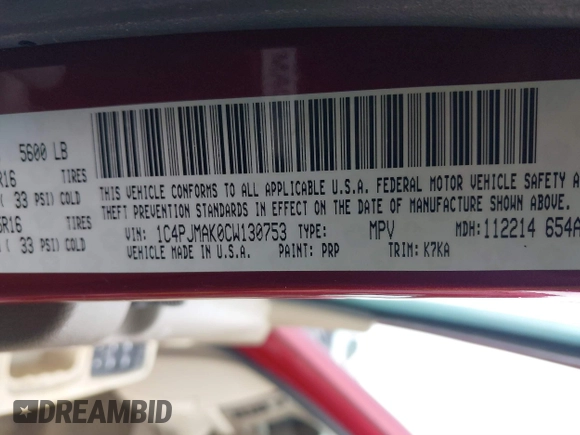 5600 LB
R16 TIRES
( 33 PSI) COLD
5R16 TIRES
( 33 PSI) COLD
THIS VEHICLE CONFORMS TO ALL APPLICABLE U.S.A. FEDERAL MOTOR VEHICLE SAFETY A
THEFT PREVENTION STANDARDS IN EFFECT ON THE DATE OF MANUFACTURE SHOWN ABOVE.
VIN: 1C4PJMAK0CW130753 TYPE: MPV MDH: 112214 654A
VEHICLE MADE IN U.S.A. PAINT: PRP TRIM: K7KA
DREAMBID